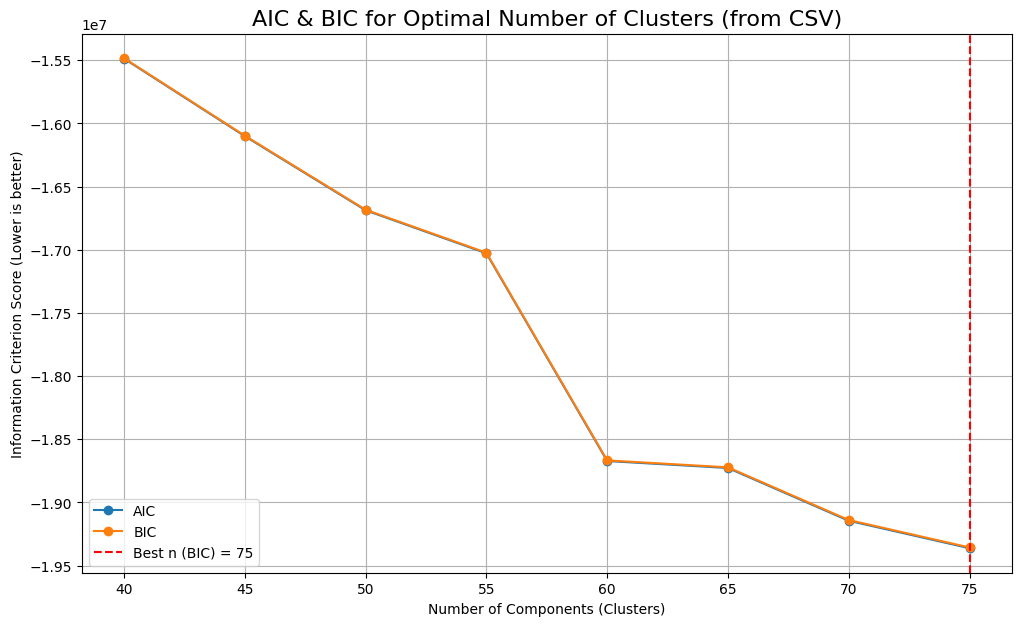 AIC & BIC for Optimal Number of Clusters (from CSV)
1e7
−1.55
−1.60
−1.65
−1.70
−1.75
−1.80
−1.85
−1.90
−1.95
Information Criterion Score (Lower is better)
AIC
BIC
Best n (BIC) = 75
40 45 50 55 60 65 70 75
Number of Components (Clusters)